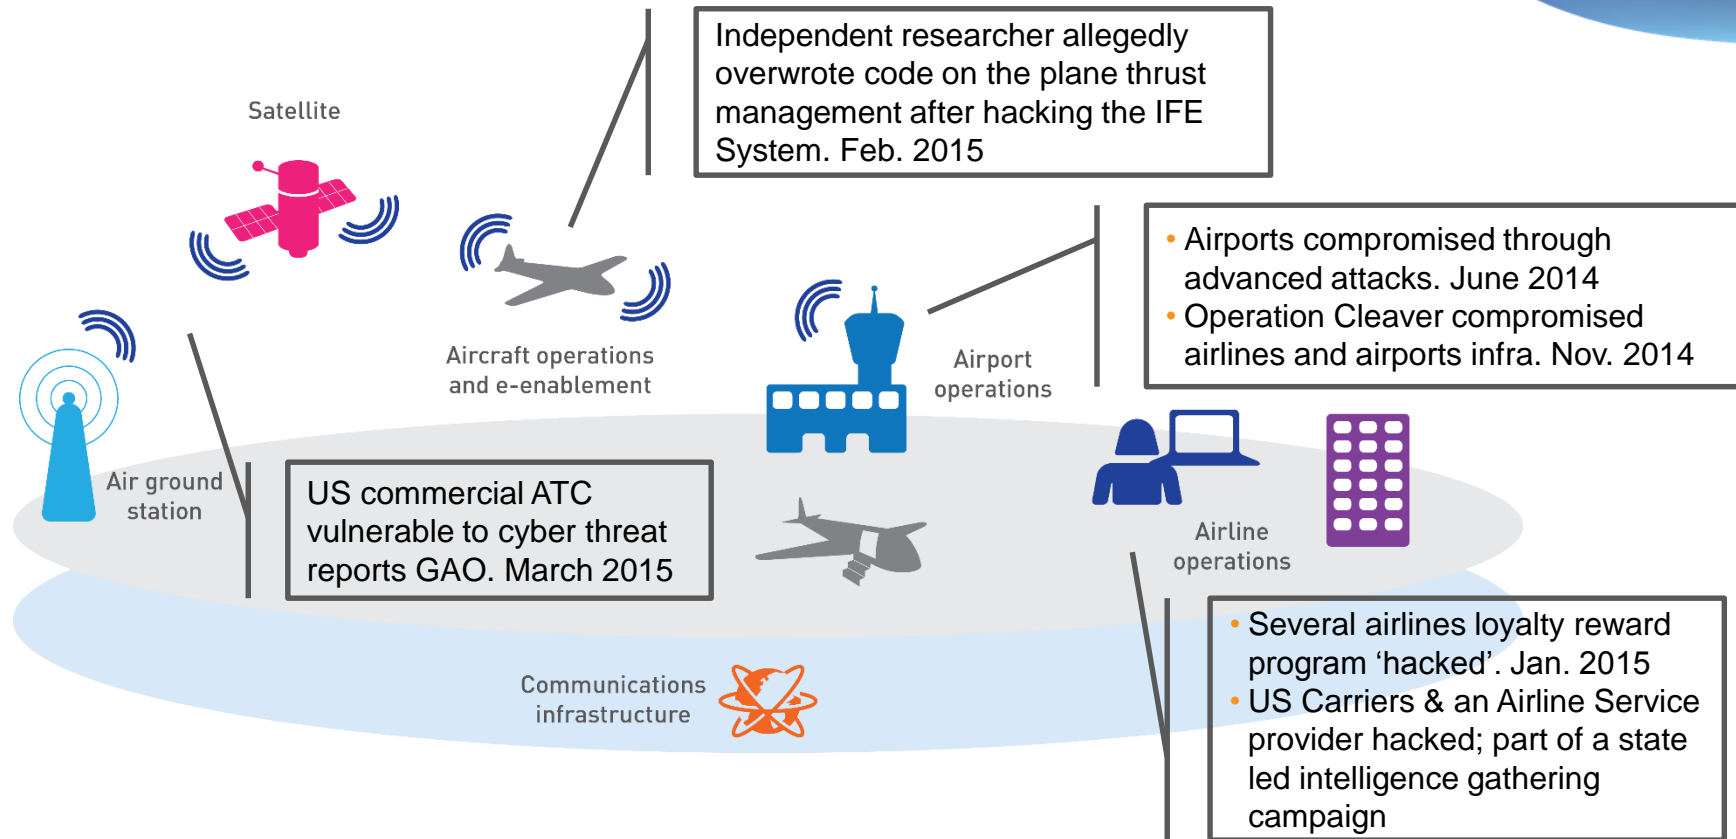 Independent researcher allegedly
overwrote code on the plane thrust
management after hacking the IFE
System. Feb. 2015
Satellite
• Airports compromised through
advanced attacks. June 2014
• Operation Cleaver compromised
airlines and airports infra. Nov. 2014
Aircraft operations
and e-enablement
Airport
operations
Air ground
station
US commercial ATC
vulnerable to cyber threat
reports GAO. March 2015
Airline
operations
• Several airlines loyalty reward
program ‘hacked’. Jan. 2015
• US Carriers & an Airline Service
provider hacked; part of a state
led intelligence gathering
campaign
Communications
infrastructure